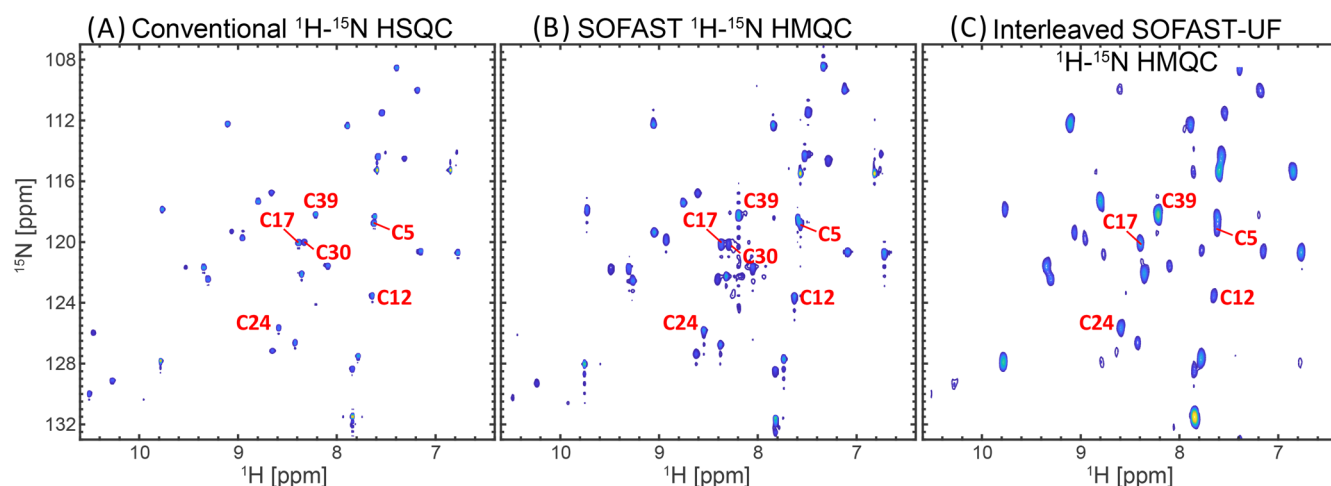 (A) Conventional ¹H-¹⁵N HSQC
(B) SOFAST ¹H-¹⁵N HMQC
(C) Interleaved SOFAST-UF
¹H-¹⁵N HMQC
108
112
116
120
124
128
132
¹⁵N [ppm]
C39
C17
C5
C30
C12
C24
10 9 8 7
¹H [ppm]
C39
C17
C5
C30
C12
C24
10 9 8 7
¹H [ppm]
C39
C17
C5
C12
C24
10 9 8 7
¹H [ppm]